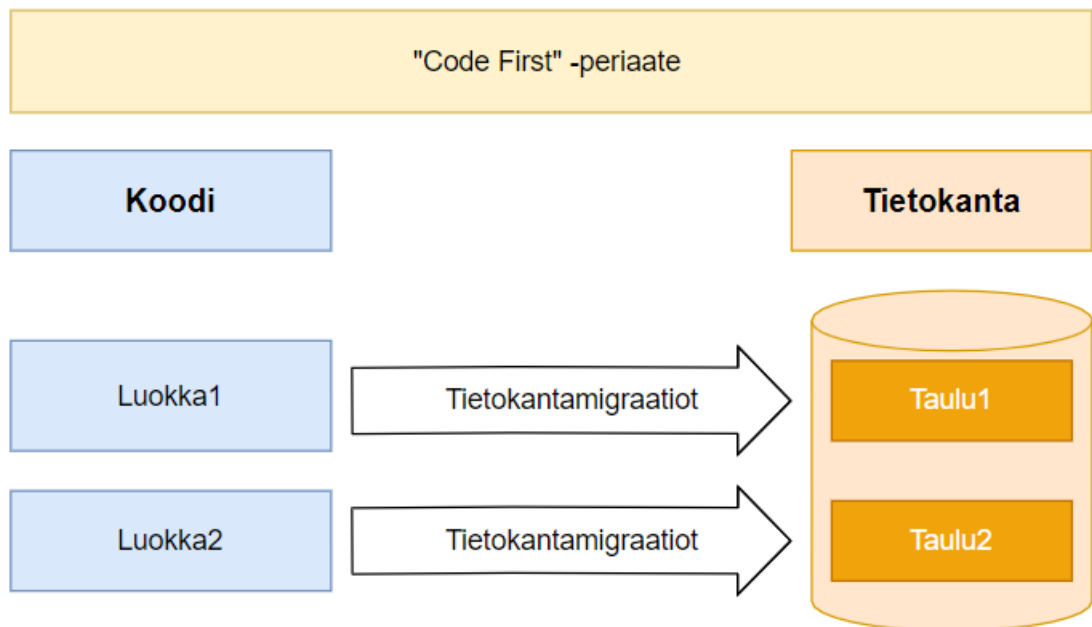 "Code First" -periaate
Koodi
Tietokanta
Luokka1
Tietokantamigraatiot
Taulu1
Luokka2
Tietokantamigraatiot
Taulu2